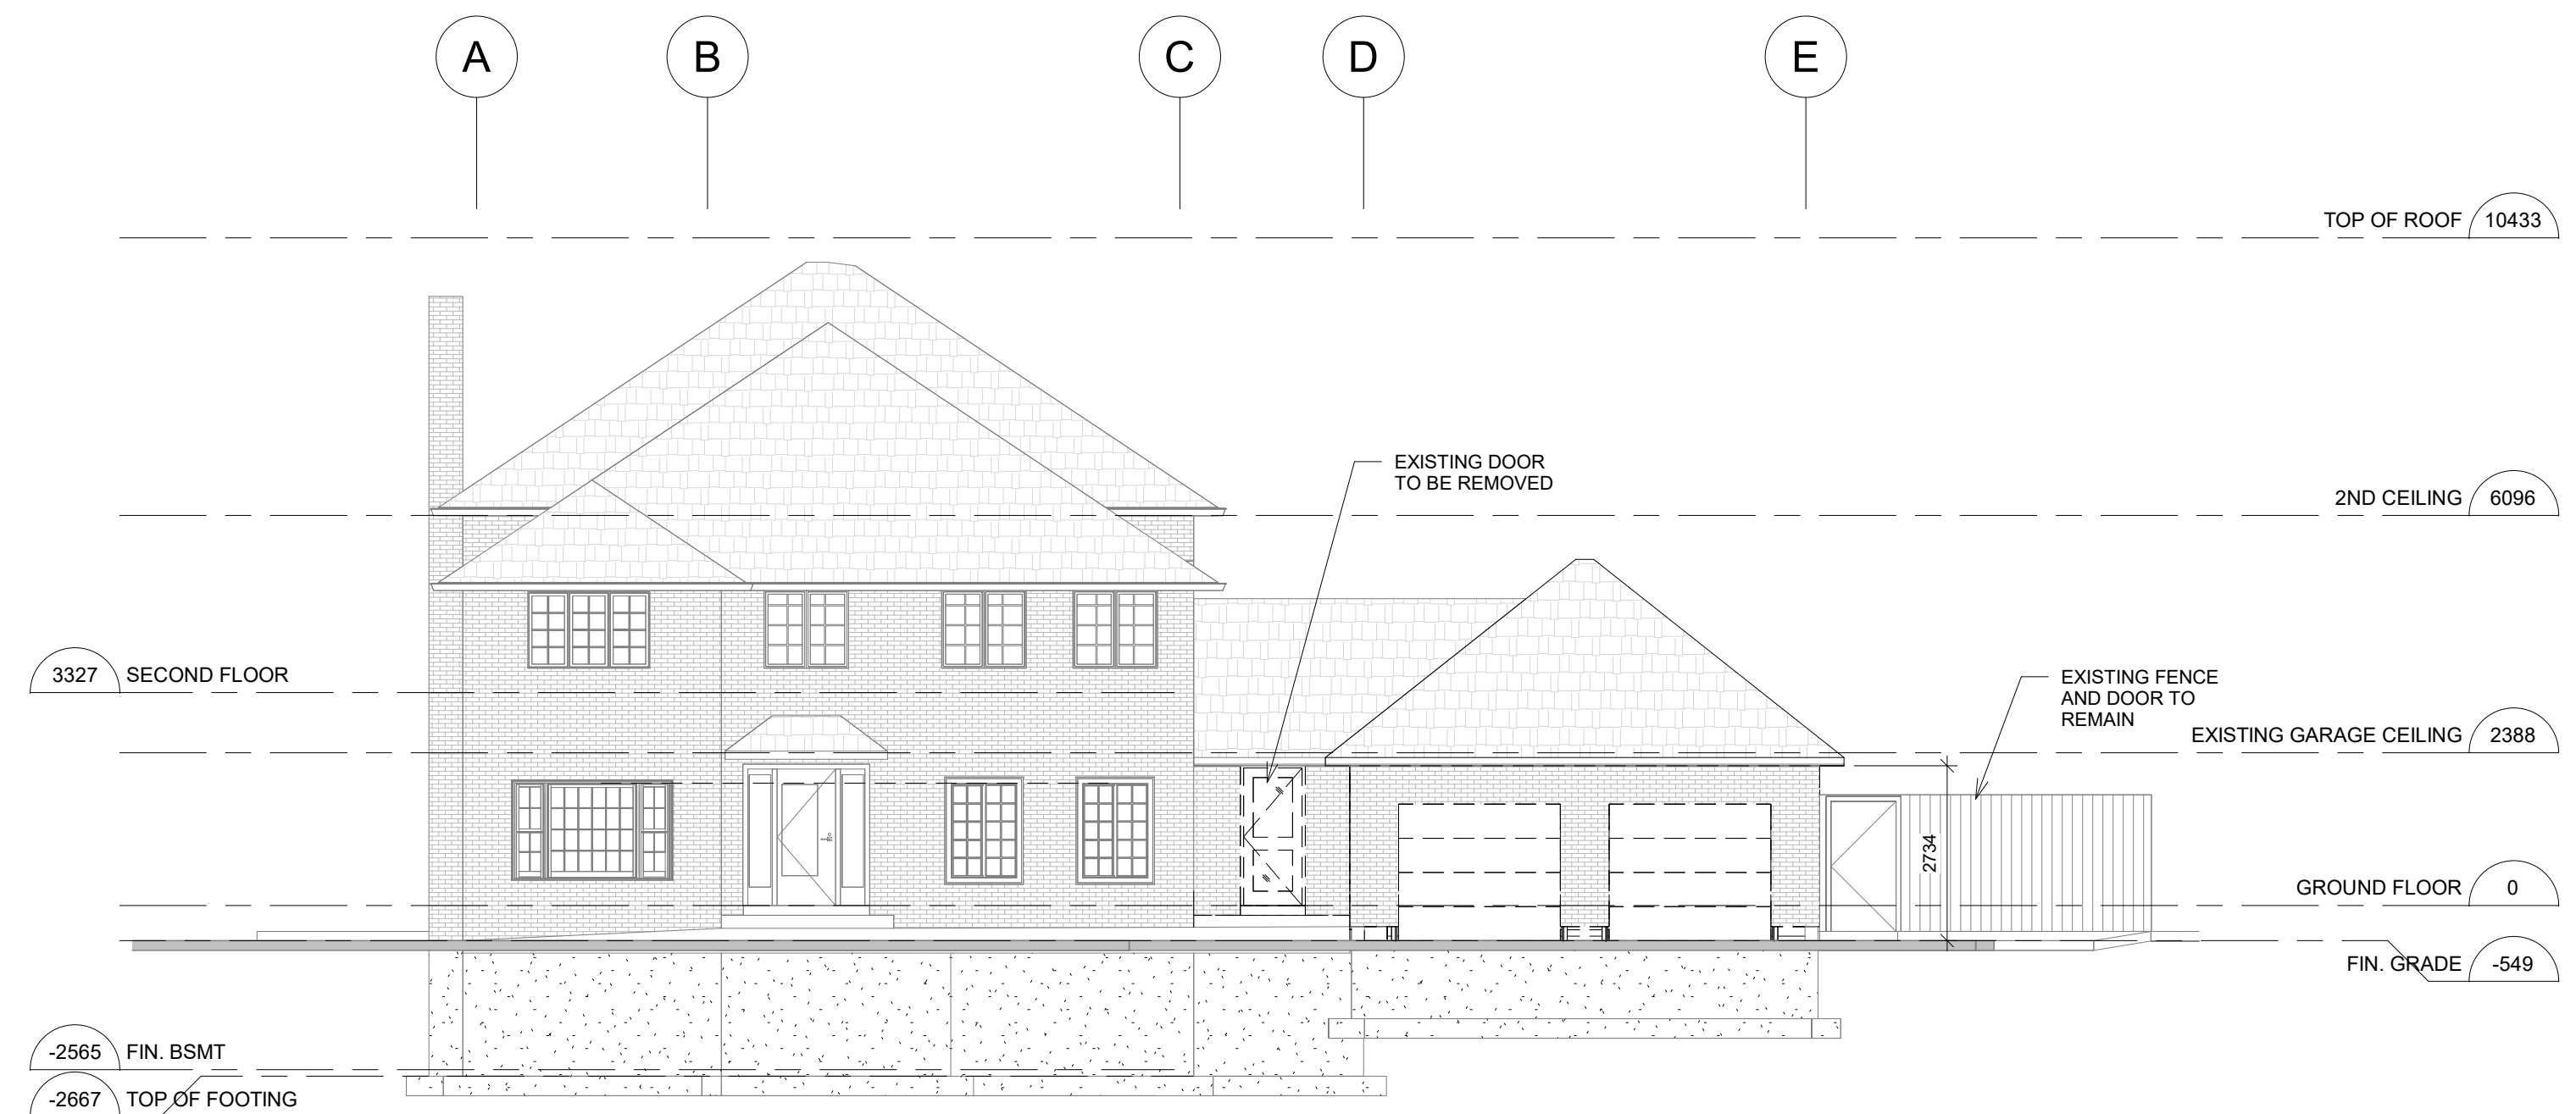 A B C D E
TOP OF ROOF 10433
EXISTING DOOR
TO BE REMOVED
2ND CEILING 6096
3327 SECOND FLOOR
EXISTING FENCE
AND DOOR TO
REMAIN
EXISTING GARAGE CEILING 2388
2734
GROUND FLOOR 0
FIN. GRADE -549
-2565 FIN. BSMT
-2667 TOP OF FOOTING